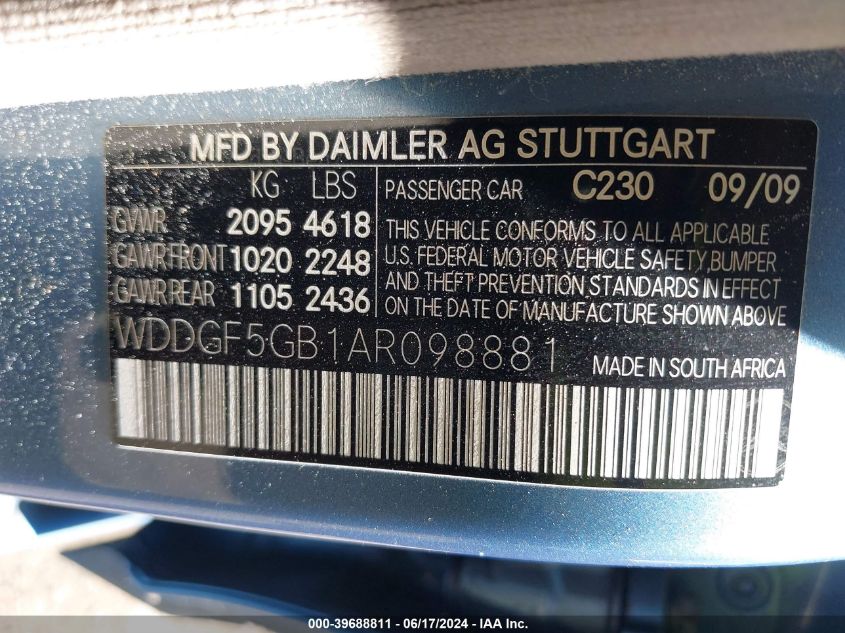 MFD BY DAIMLER AG STUTTGART
KG LBS PASSENGER CAR C230 09/09
GVWR 2095 4618
GAWR FRONT 1020 2248
GAWR REAR 1105 2436
THIS VEHICLE CONFORMS TO ALL APPLICABLE
U.S. FEDERAL MOTOR VEHICLE SAFETY, BUMPER
AND THEFT PREVENTION STANDARDS IN EFFECT
ON THE DATE OF MANUFACTURE SHOWN ABOVE
WDDGF5GB1AR098881 MADE IN SOUTH AFRICA
000-39688811 / 06/17/2024 - IAA Inc.